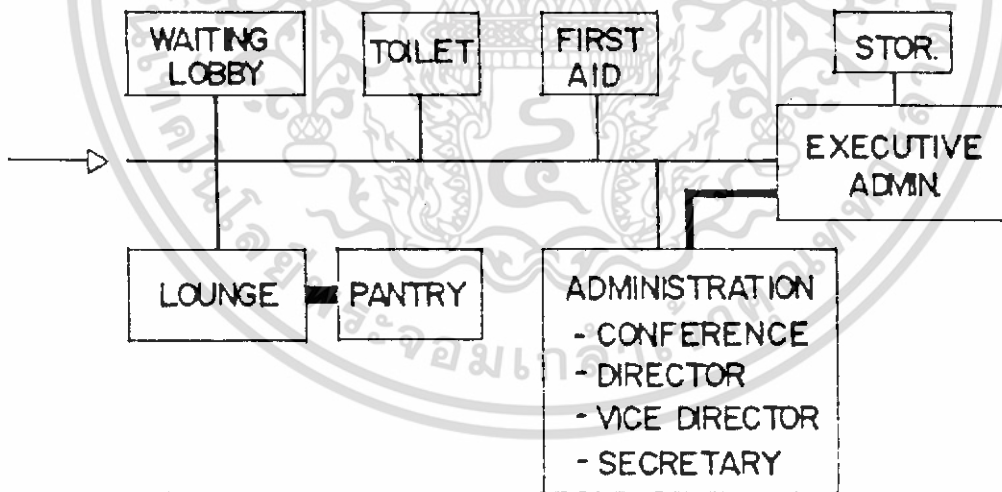 WAITING
LOBBY
TOILET
FIRST
AID
STOR.
EXECUTIVE
ADMIN.
LOUNGE
PANTRY
ADMINISTRATION
- CONFERENCE
- DIRECTOR
- VICE DIRECTOR
- SECRETARY